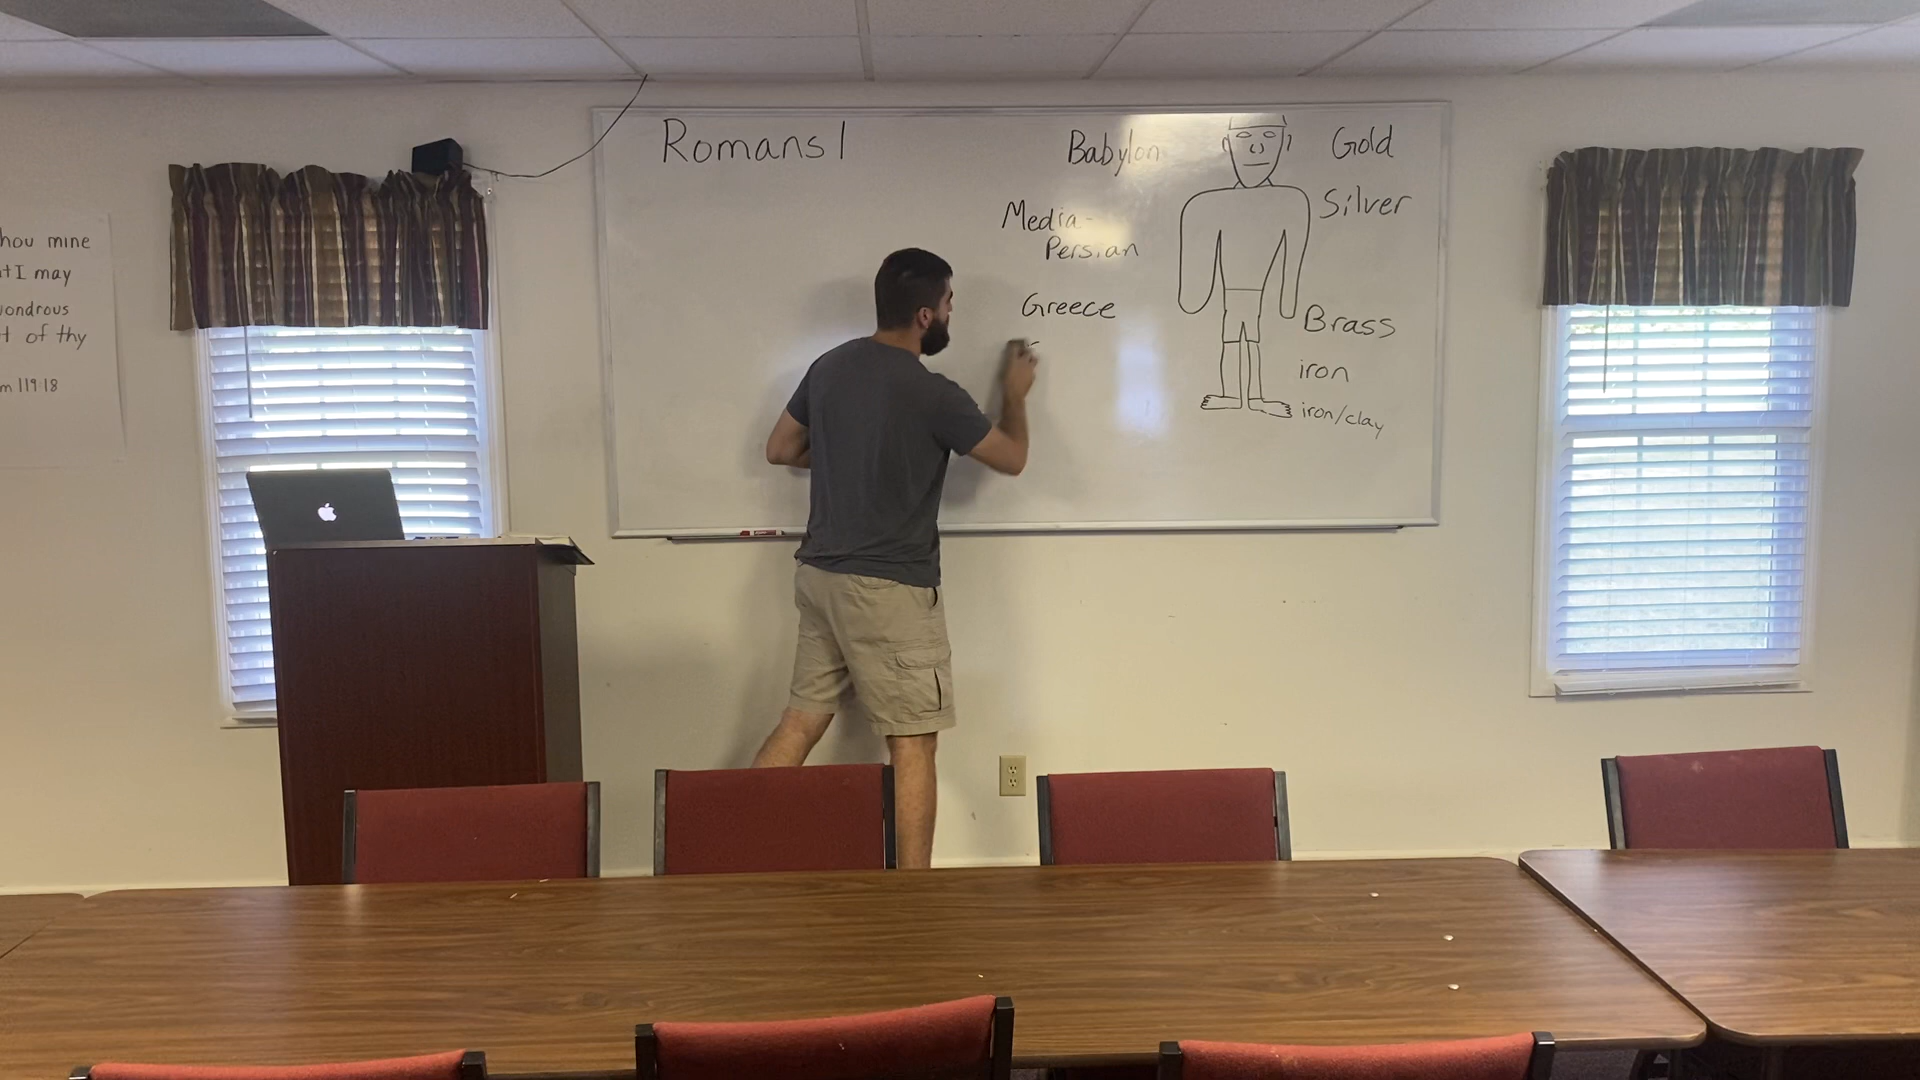 Romans 1
Babylon
Gold
Media-
Persian
Silver
Greece
Brass
iron
iron/clay
hou mine
t I may
ondrous
t of thy
m 119:18